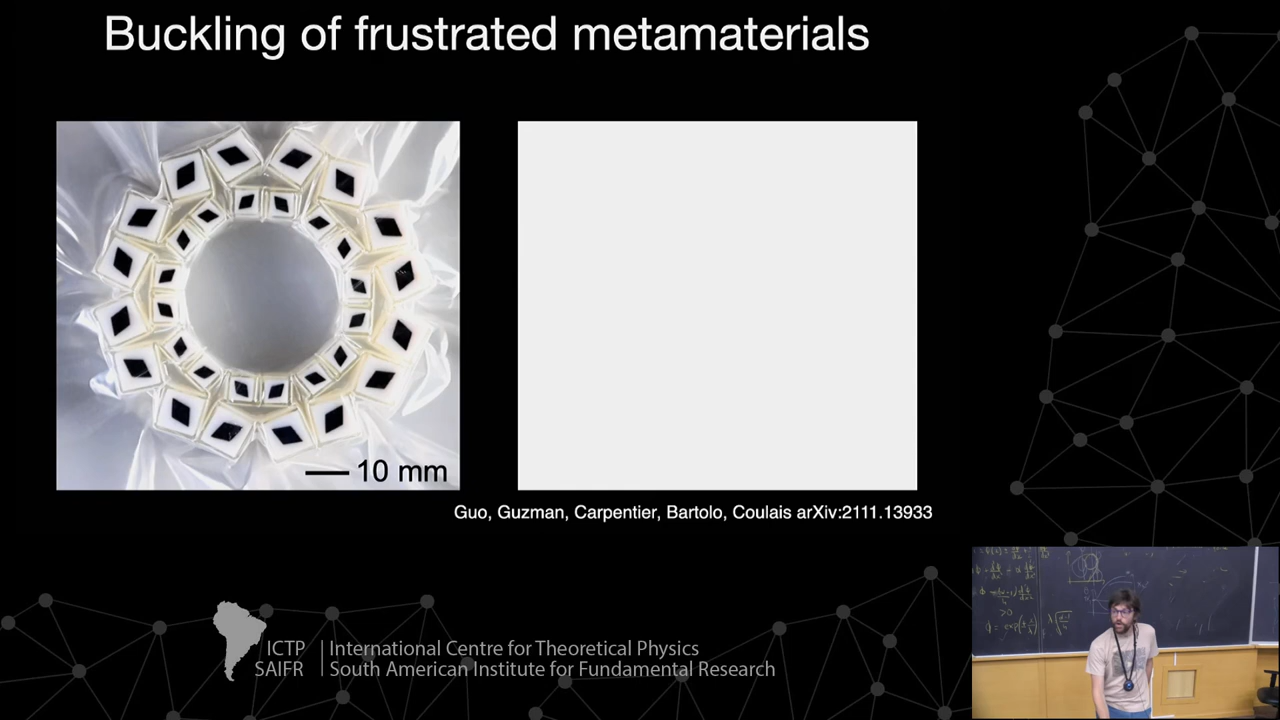 Buckling of frustrated metamaterials
10 mm
Guo, Guzman, Carpentier, Bartolo, Coulais arXiv:2111.13933
ICTP
SAIFR
International Centre for Theoretical Physics
South American Institute for Fundamental Research